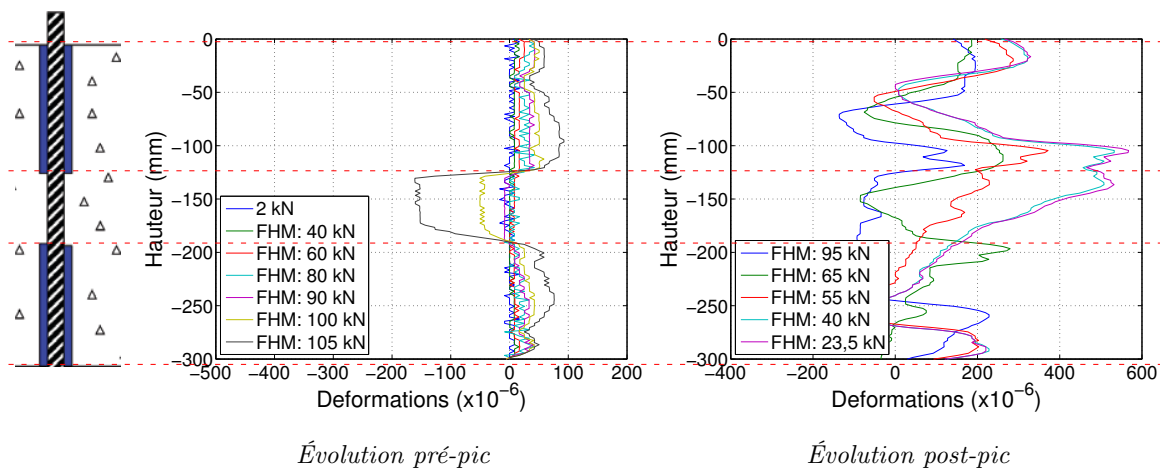 Hauteur (mm)
0
−50
−100
−150
−200
−250
−300
−500
−400
−300
−200
−100
0
100
200
Deformations (x10-6)
2 kN
FHM: 40 kN
FHM: 60 kN
FHM: 80 kN
FHM: 90 kN
FHM: 100 kN
FHM: 105 kN
Évolution pré-pic
Hauteur (mm)
0
−50
−100
−150
−200
−250
−300
−400
−200
0
200
400
600
Deformations (x10-6)
FHM: 95 kN
FHM: 65 kN
FHM: 55 kN
FHM: 40 kN
FHM: 23,5 kN
Évolution post-pic